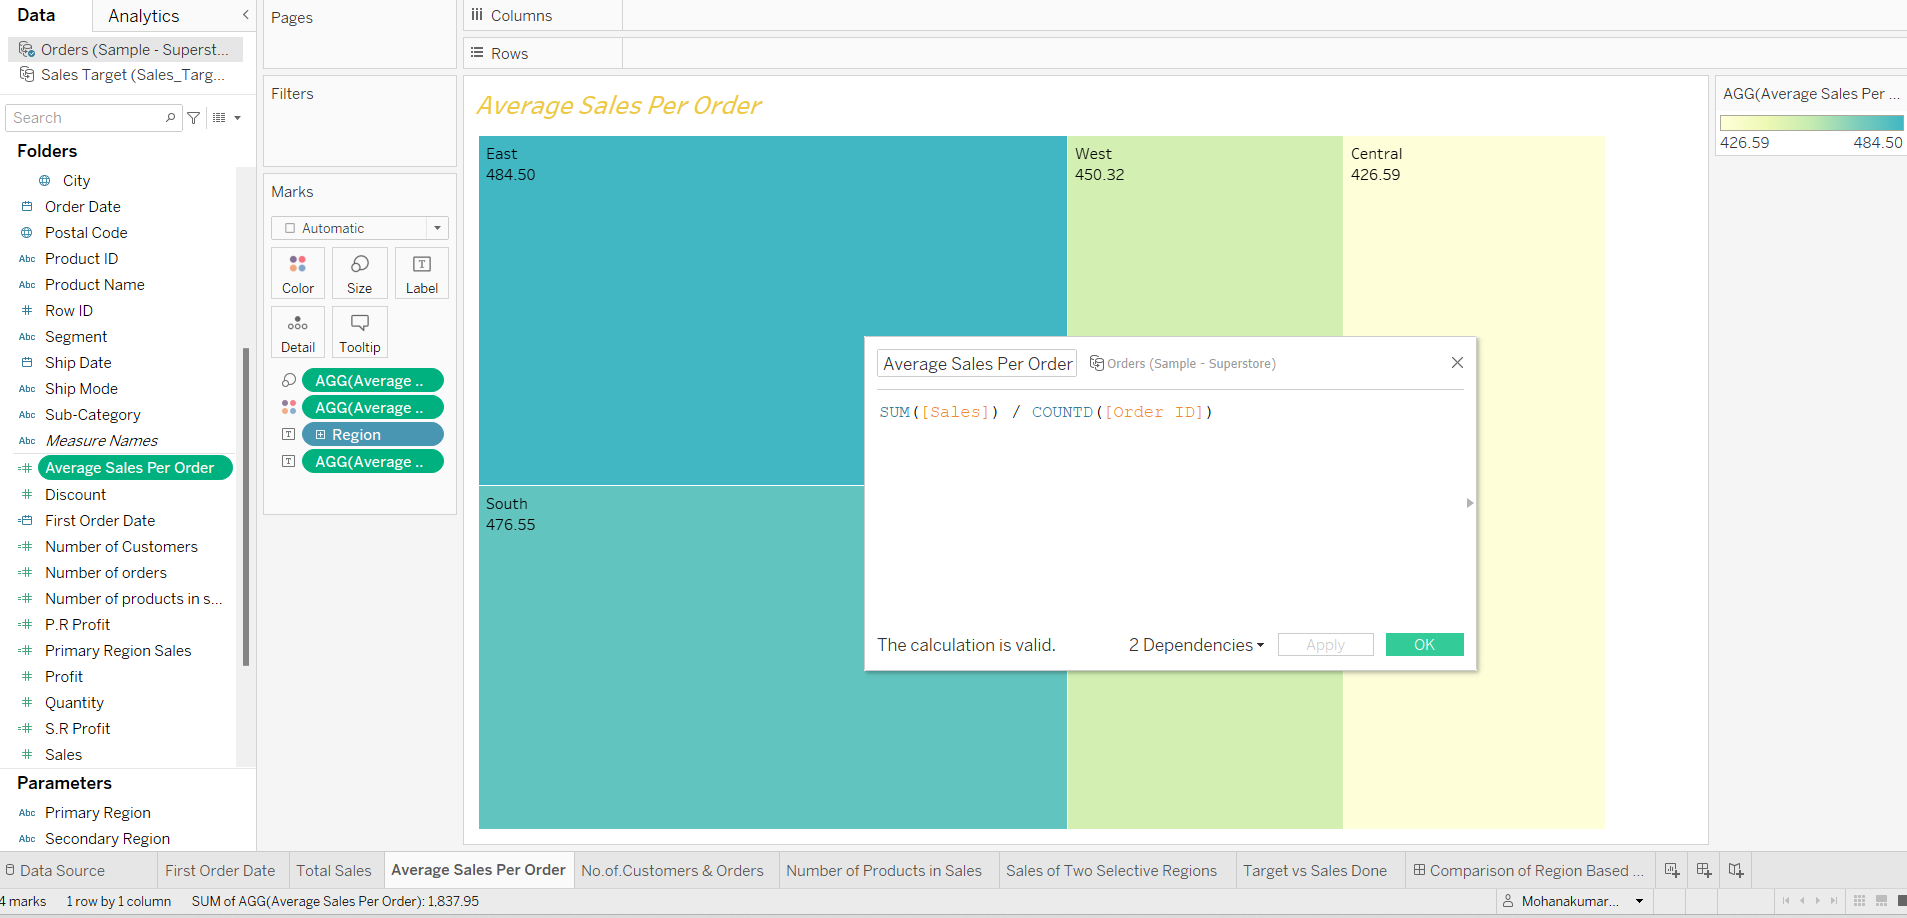 Data
Analytics
Orders (Sample - Superst...
Sales Target (Sales_Targ...
Search
Folders
City
Order Date
Postal Code
Abc Product ID
Abc Product Name
Row ID
Abc Segment
Ship Date
Abc Ship Mode
Abc Sub-Category
Abc Measure Names
Average Sales Per Order
Discount
First Order Date
Number of Customers
Number of orders
Number of products in s...
P.R Profit
Primary Region Sales
Profit
Quantity
S.R Profit
Sales
Parameters
Abc Primary Region
Abc Secondary Region
Pages
Filters
Marks
Automatic
Color
Size
Label
Detail
Tooltip
AGG(Average ..
AGG(Average ..
Region
AGG(Average ..
Columns
Rows
Average Sales Per Order
East
484.50
West
450.32
Central
426.59
South
476.55
Average Sales Per Order
Orders (Sample - Superstore)
SUM([Sales]) / COUNTD([Order ID])
The calculation is valid.
2 Dependencies
Apply
OK
AGG(Average Sales Per ...
426.59
484.50
Data Source
First Order Date
Total Sales
Average Sales Per Order
No.of.Customers & Orders
Number of Products in Sales
Sales of Two Selective Regions
Target vs Sales Done
Comparison of Region Based ...
4 marks
1 row by 1 column
SUM of AGG(Average Sales Per Order): 1,837.95
Mohanakumar...